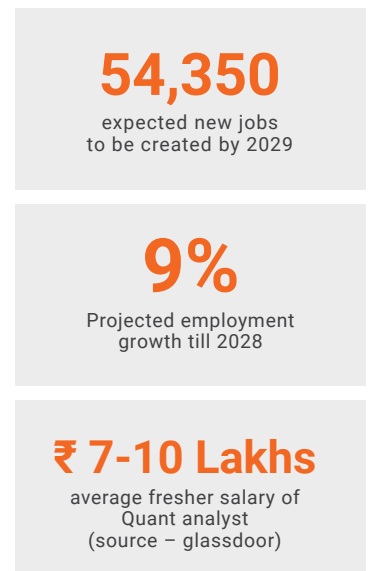 54,350
expected new jobs
to be created by 2029
9%
Projected employment
growth till 2028
₹ 7-10 Lakhs
average fresher salary of
Quant analyst
(source – glassdoor)